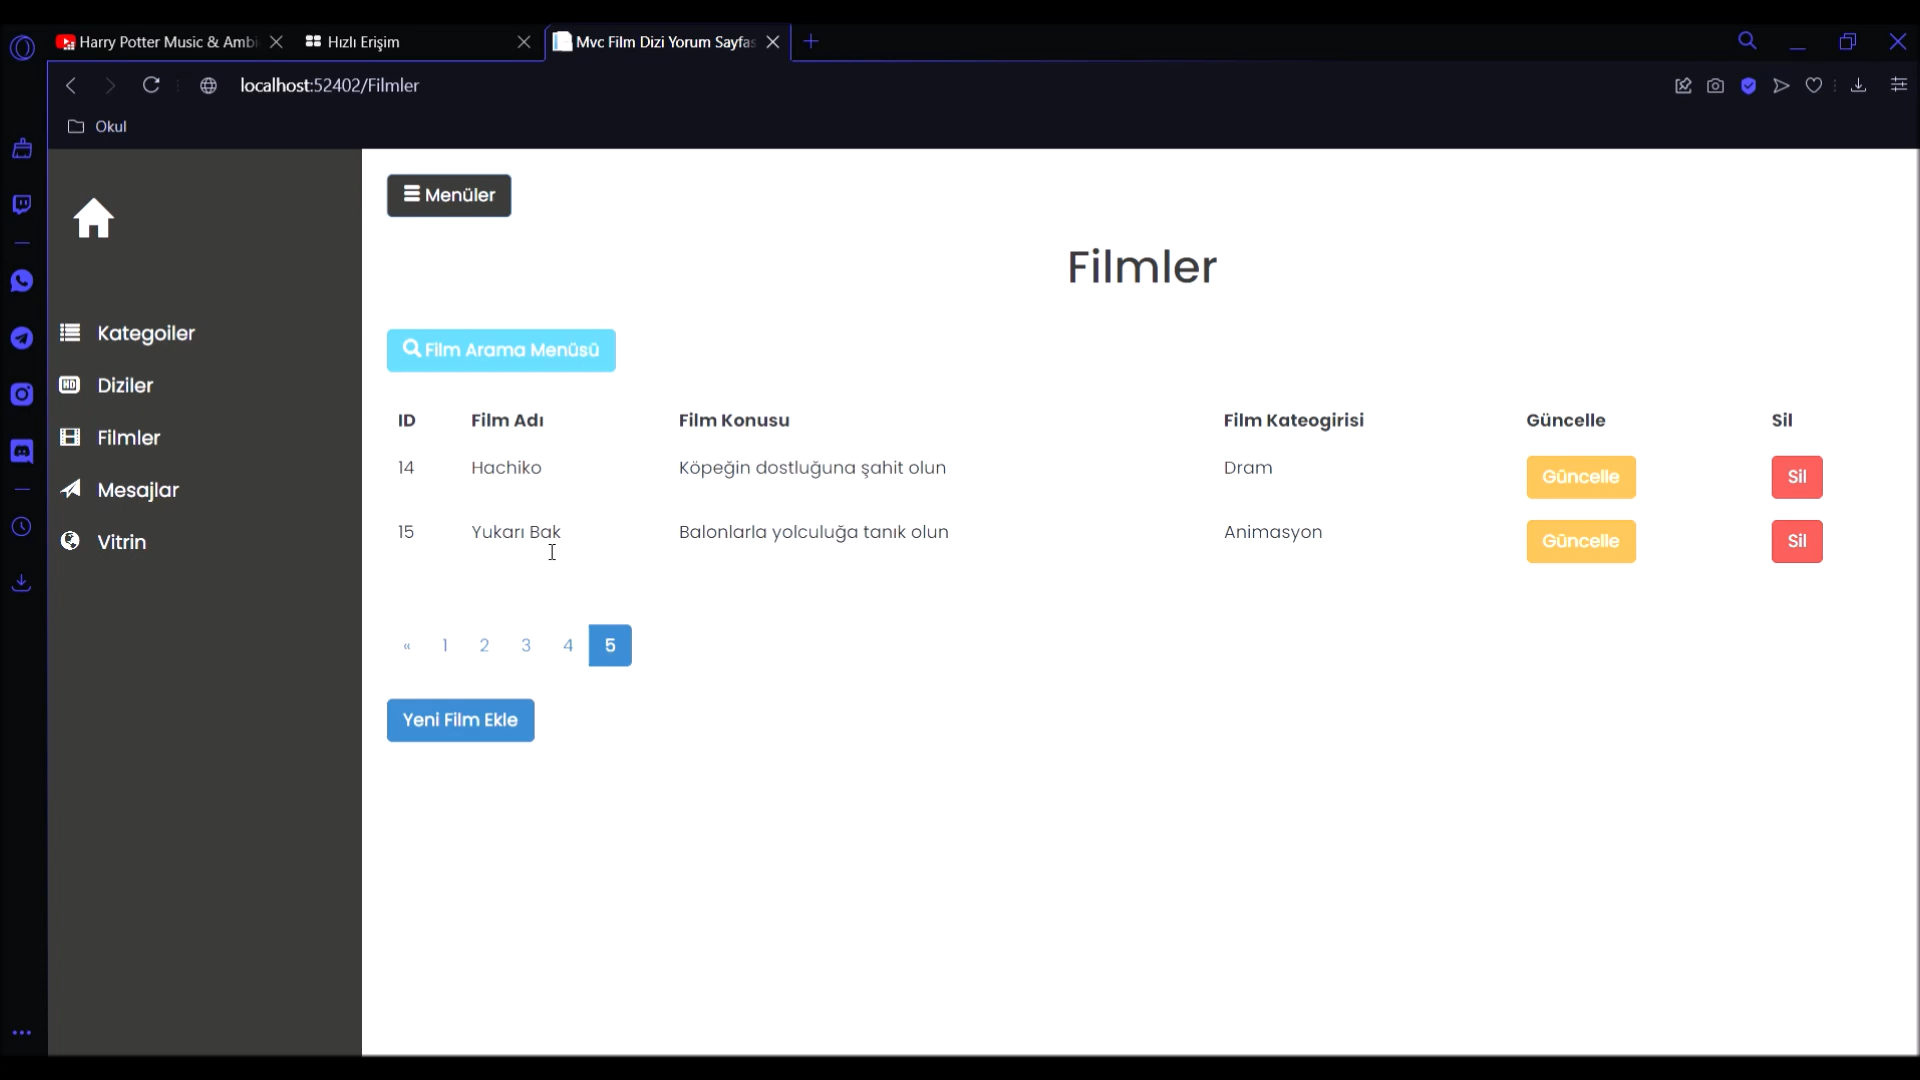 Harry Potter Music & Ambi
Hızlı Erişim
Mvc Film Dizi Yorum Sayfas
localhost:52402/Filmler
Okul
Menüler
Filmler
Kategoiler
Diziler
Filmler
Mesajlar
Vitrin
Film Arama Menüsü
ID Film Adı Film Konusu Film Kateogirisi Güncelle Sil
14 Hachiko Köpeğin dostluğuna şahit olun Dram Güncelle Sil
15 Yukarı Bak Balonlarla yolculuğa tanık olun Animasyon Güncelle Sil
« 1 2 3 4 5
Yeni Film Ekle